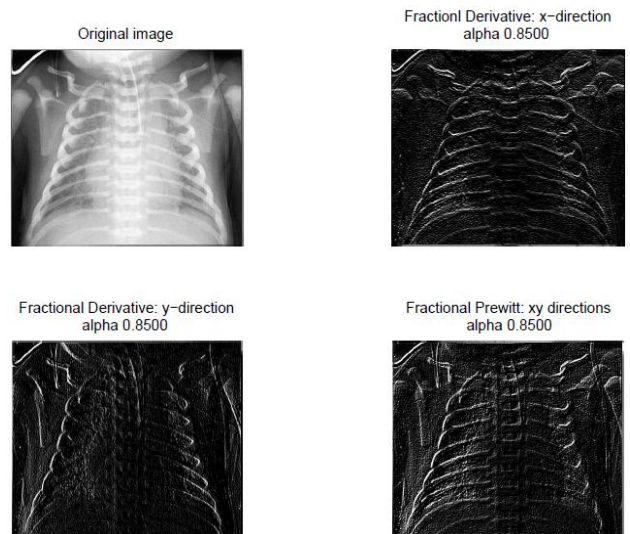 Original image
Fractionl Derivative: x-direction
alpha 0.8500
Fractional Derivative: y-direction
alpha 0.8500
Fractional Prewitt: xy directions
alpha 0.8500